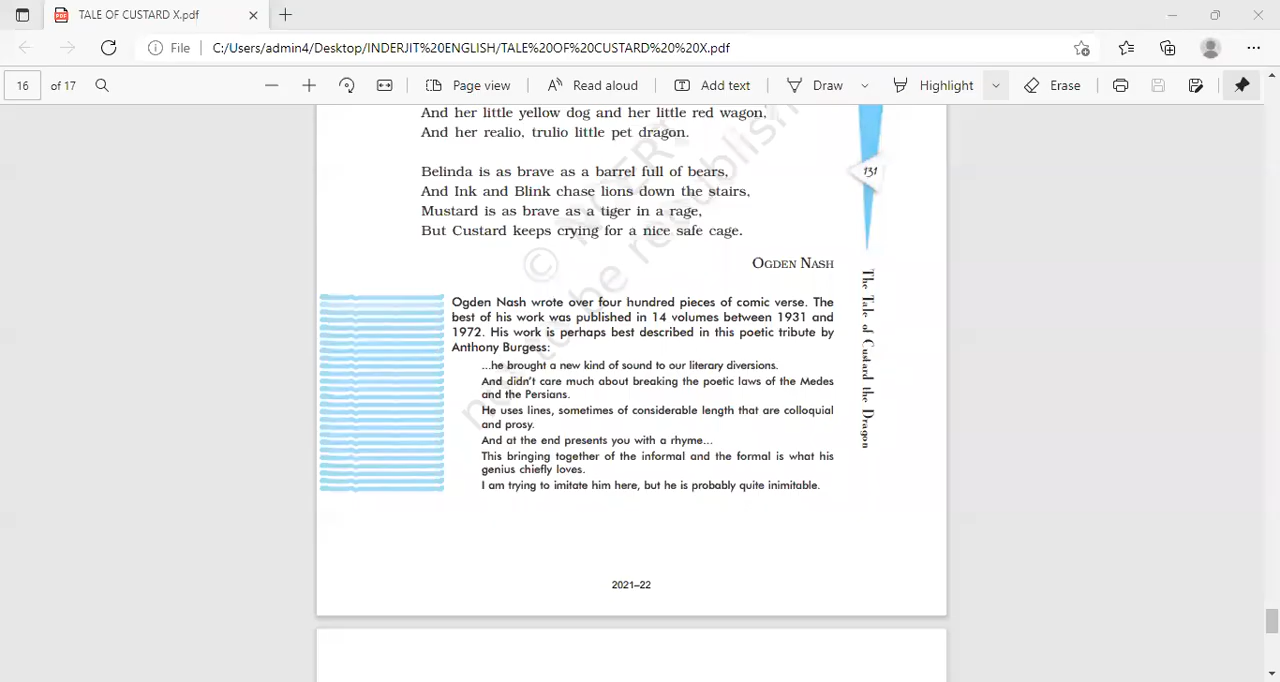 TALE OF CUSTARD X.pdf
File
C:/Users/admin4/Desktop/INDERJIT%20ENGLISH/TALE%20OF%20CUSTARD%20%20X.pdf
16 of 17
Page view
Read aloud
Add text
Draw
Highlight
Erase
And her little yellow dog and her little red wagon,
And her realio, trulio little pet dragon.
Belinda is as brave as a barrel full of bears,
And Ink and Blink chase lions down the stairs,
Mustard is as brave as a tiger in a rage,
But Custard keeps crying for a nice safe cage.
OGDEN NASH
131
The Tale of Custard the Dragon
Ogden Nash wrote over four hundred pieces of comic verse. The
best of his work was published in 14 volumes between 1931 and
1972. His work is perhaps best described in this poetic tribute by
Anthony Burgess:
...he brought a new kind of sound to our literary diversions.
And didn't care much about breaking the poetic laws of the Medes
and the Persians.
He uses lines, sometimes of considerable length that are colloquial
and prosy.
And at the end presents you with a rhyme...
This bringing together of the informal and the formal is what his
genius chiefly loves.
I am trying to imitate him here, but he is probably quite inimitable.
© NCERT
not to be republish
2021–22